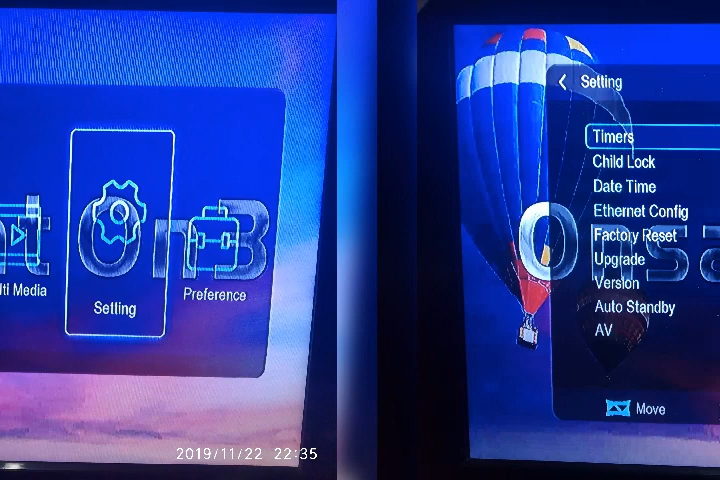 lti Media
Setting
Preference
2019/11/22 22:35
Setting
Timers
Child Lock
Date Time
Ethernet Config
Factory Reset
Upgrade
Version
Auto Standby
AV
Move